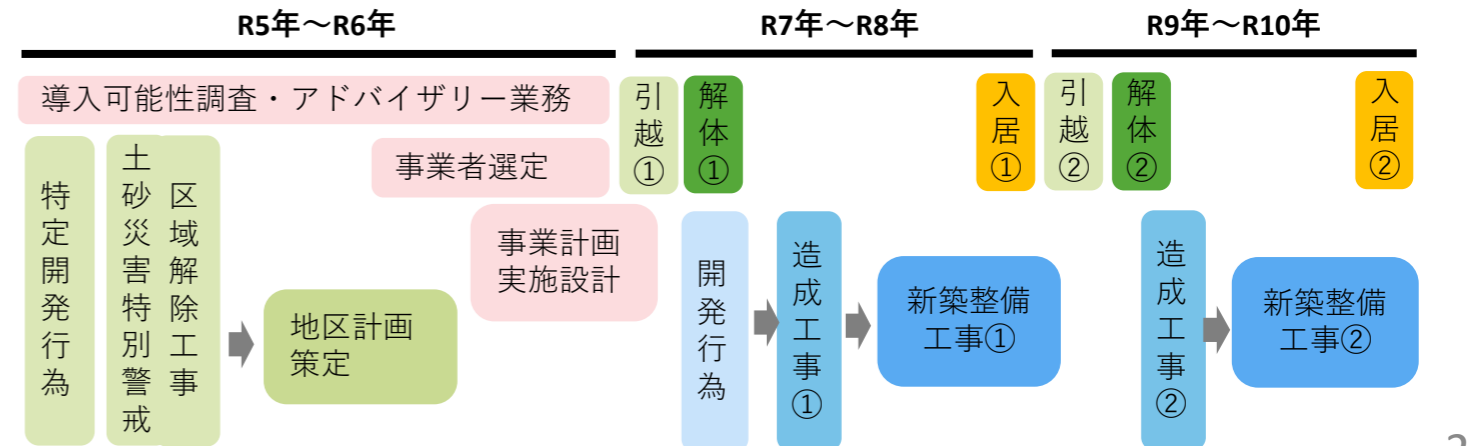 R5年～R6年
R7年～R8年
R9年～R10年
導入可能性調査・アドバイザリー業務
引越①
解体①
入居①
引越②
解体②
入居②
事業者選定
特定開発行為
土砂災害特別警戒
区域解除工事
事業計画
実施設計
地区計画
策定
開発行為
造成工事①
新築整備
工事①
造成工事②
新築整備
工事②